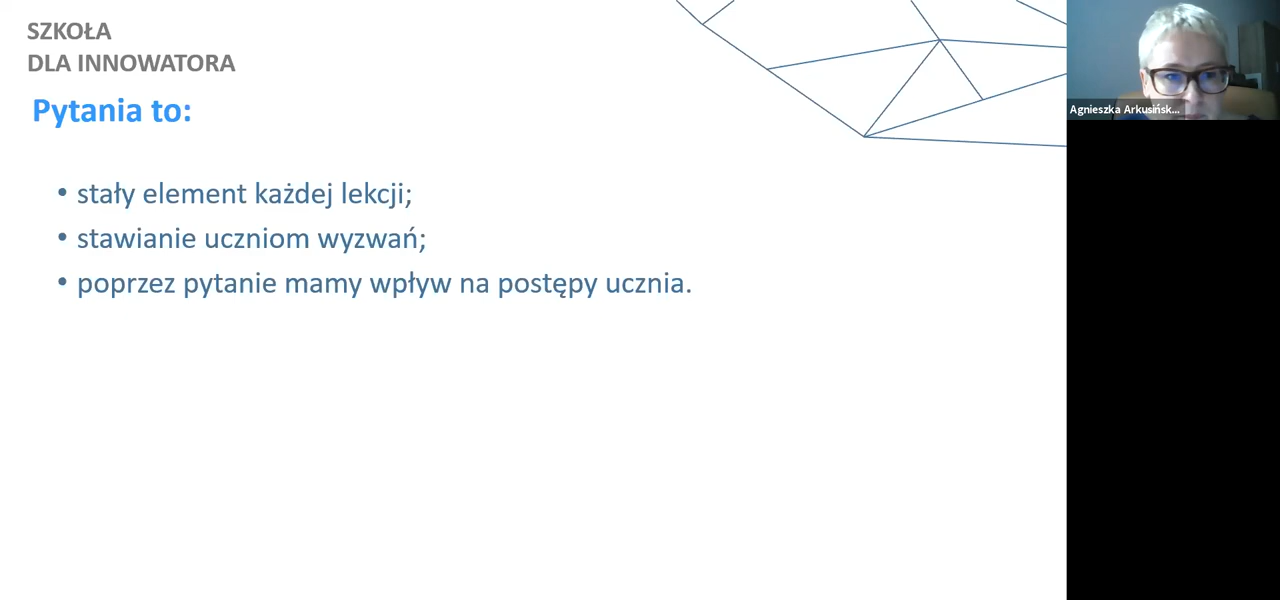 SZKOŁA
DLA INNOWATORA
Pytania to:
• stały element każdej lekcji;
• stawianie uczniom wyzwań;
• poprzez pytanie mamy wpływ na postępy ucznia.
Agnieszka Arkusińsk...